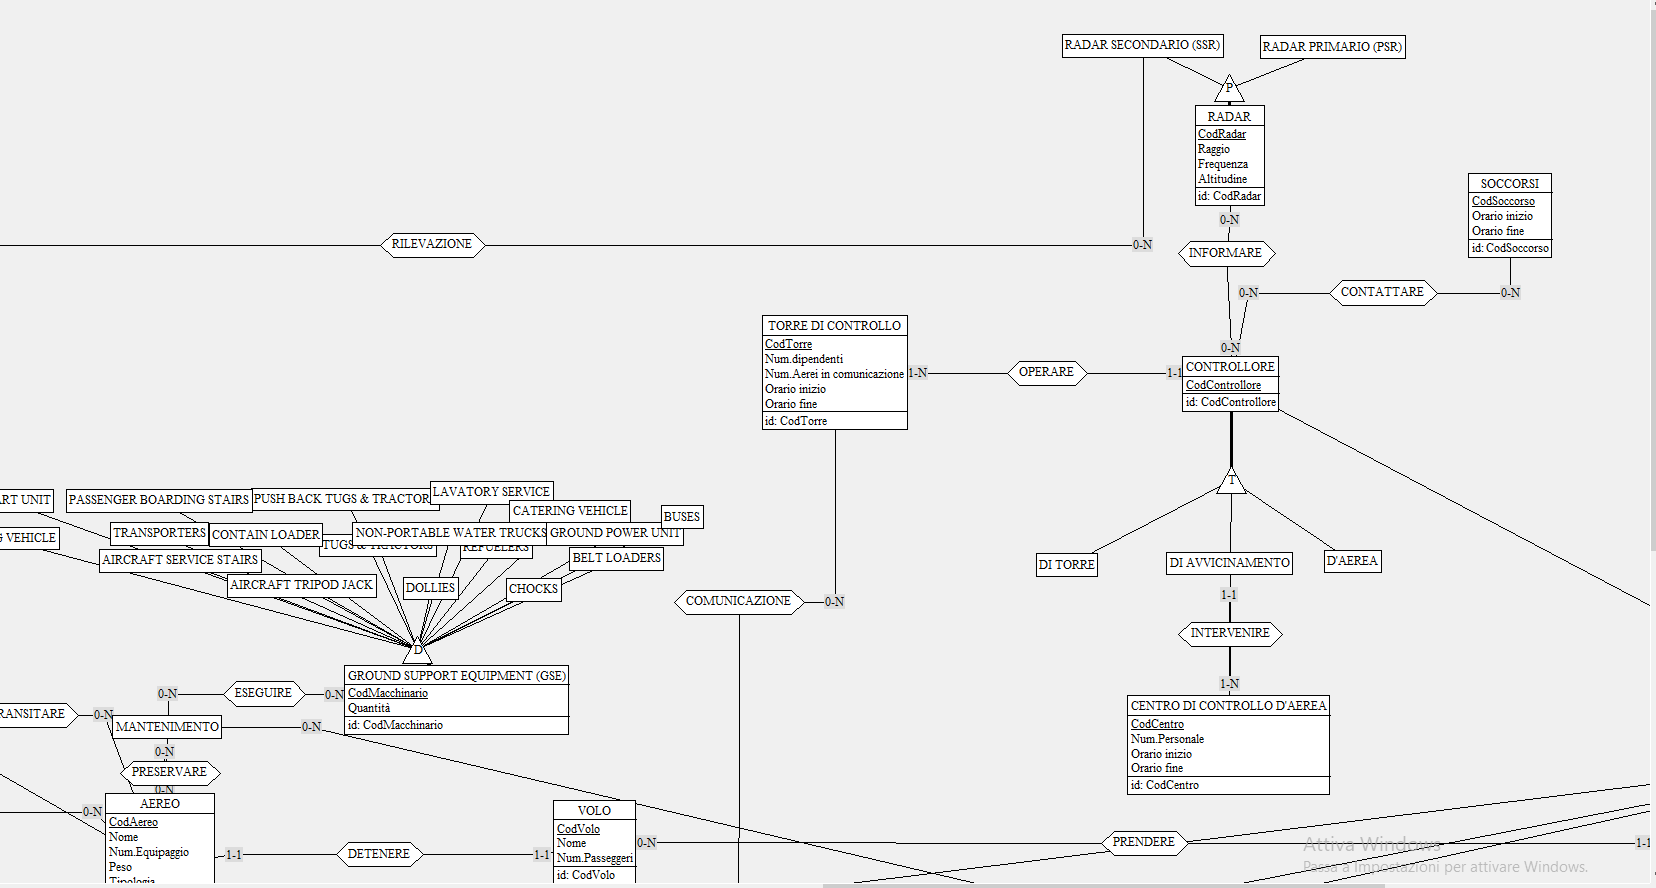 RADAR SECONDARIO (SSR)
RADAR PRIMARIO (PSR)
P
RADAR
CodRadar
Raggio
Frequenza
Altitudine
id: CodRadar
0-N
SOCCORSI
CodSoccorso
Orario inizio
Orario fine
id: CodSoccorso
RILEVAZIONE
0-N
INFORMARE
0-N
CONTATTARE
0-N
TORRE DI CONTROLLO
CodTorre
Num.dipendenti
Num.Aerei in comunicazione
Orario inizio
Orario fine
id: CodTorre
1-N
OPERARE
1-1
0-N
CONTROLLORE
CodControllore
id: CodControllore
T
DI TORRE
DI AVVICINAMENTO
D'AEREA
1-1
INTERVENIRE
1-N
CENTRO DI CONTROLLO D'AEREA
CodCentro
Num.Personale
Orario inizio
Orario fine
id: CodCentro
ART UNIT
PASSENGER BOARDING STAIRS
PUSH BACK TUGS & TRACTOR
LAVATORY SERVICE
CATERING VEHICLE
BUSES
G VEHICLE
TRANSPORTERS
CONTAIN LOADER
TUGS & TRACTORS
NON-PORTABLE WATER TRUCKS
REFUELERS
GROUND POWER UNIT
AIRCRAFT SERVICE STAIRS
BELT LOADERS
AIRCRAFT TRIPOD JACK
DOLLIES
CHOCKS
COMUNICAZIONE
0-N
D
GROUND SUPPORT EQUIPMENT (GSE)
CodMacchinario
Quantità
id: CodMacchinario
0-N
ESEGUIRE
0-N
RANSITARE
0-N
MANTENIMENTO
0-N
0-N
PRESERVARE
0-N
AEREO
CodAereo
Nome
Num.Equipaggio
Peso
Tipologia
0-N
1-1
DETENERE
1-1
VOLO
CodVolo
Nome
Num.Passeggeri
id: CodVolo
0-N
PRENDERE
1-1
Attiva Windows
Passa a Impostazioni per attivare Windows.